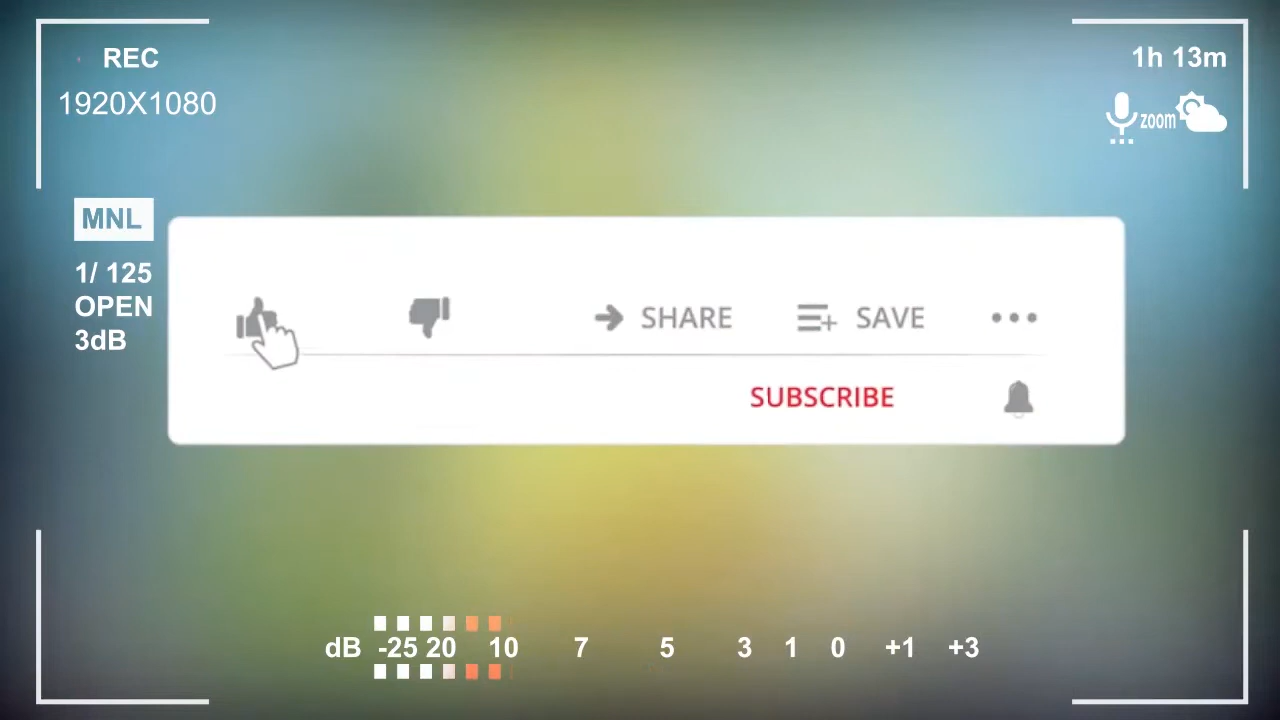 REC
1h 13m
1920X1080
zoom
MNL
1/ 125
OPEN
3dB
SHARE SAVE
SUBSCRIBE
dB -25 20 10 7 5 3 1 0 +1 +3